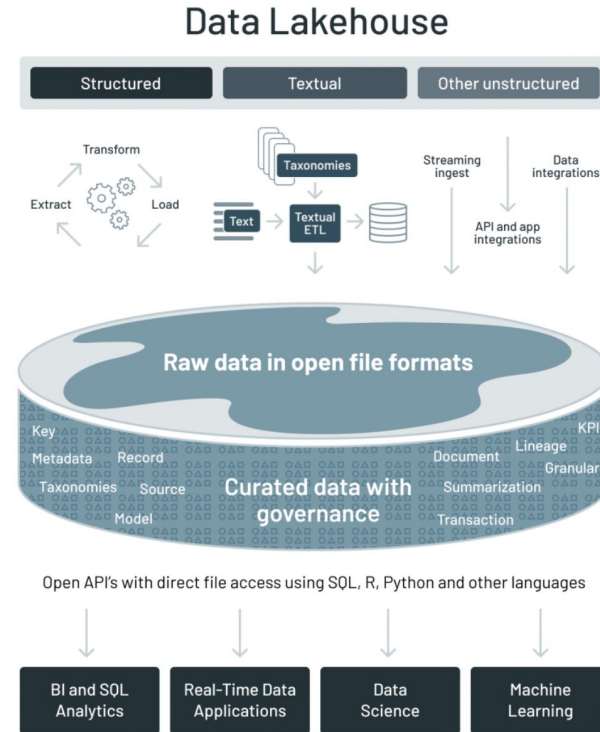 Data Lakehouse
Structured
Textual
Other unstructured
Transform
Extract
Load
Taxonomies
Text
Textual
ETL
Streaming
ingest
API and app
integrations
Data
integrations
Raw data in open file formats
Key
Metadata
Record
Taxonomies
Source
Model
Curated data with
governance
KPI
Lineage
Document
Granular
Summarization
Transaction
Open API's with direct file access using SQL, R, Python and other languages
BI and SQL
Analytics
Real-Time Data
Applications
Data
Science
Machine
Learning